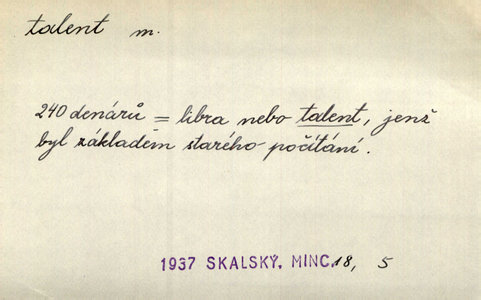 talent m.
240 denárů = libra nebo talent, jenž
byl základem starého počítání.
1937 SKALSKÝ, MINC. 18, 5